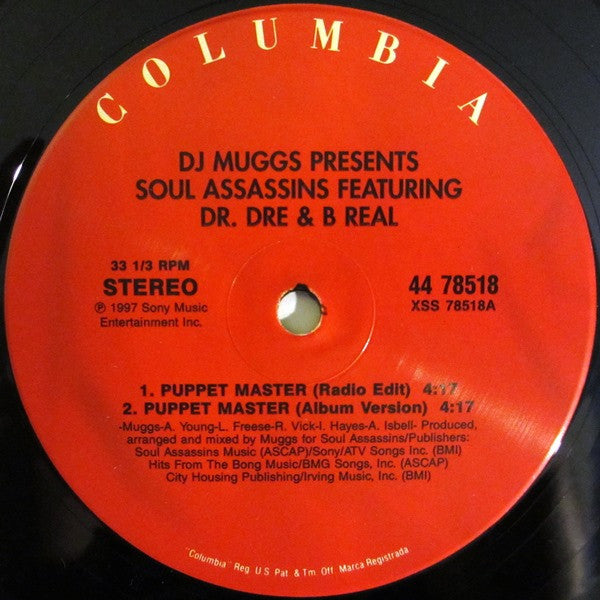 COLUMBIA
DJ MUGGS PRESENTS
SOUL ASSASSINS FEATURING
DR. DRE & B REAL
33 1/3 RPM
STEREO
℗ 1997 Sony Music
Entertainment Inc.
44 78518
XSS 78518A
1. PUPPET MASTER (Radio Edit) 4:17
2. PUPPET MASTER (Album Version) 4:17
-Muggs-A. Young-L. Freese-R. Vick-I. Hayes-A. Isbell- Produced,
arranged and mixed by Muggs for Soul Assassins/Publishers:
Soul Assassins Music (ASCAP)/Sony/ATV Songs Inc. (BMI)
Hits From The Bong Music/BMG Songs, Inc. (ASCAP)
City Housing Publishing/Irving Music, Inc. (BMI)
"Columbia" Reg. U.S. Pat. & Tm. Off. Marca Registrada